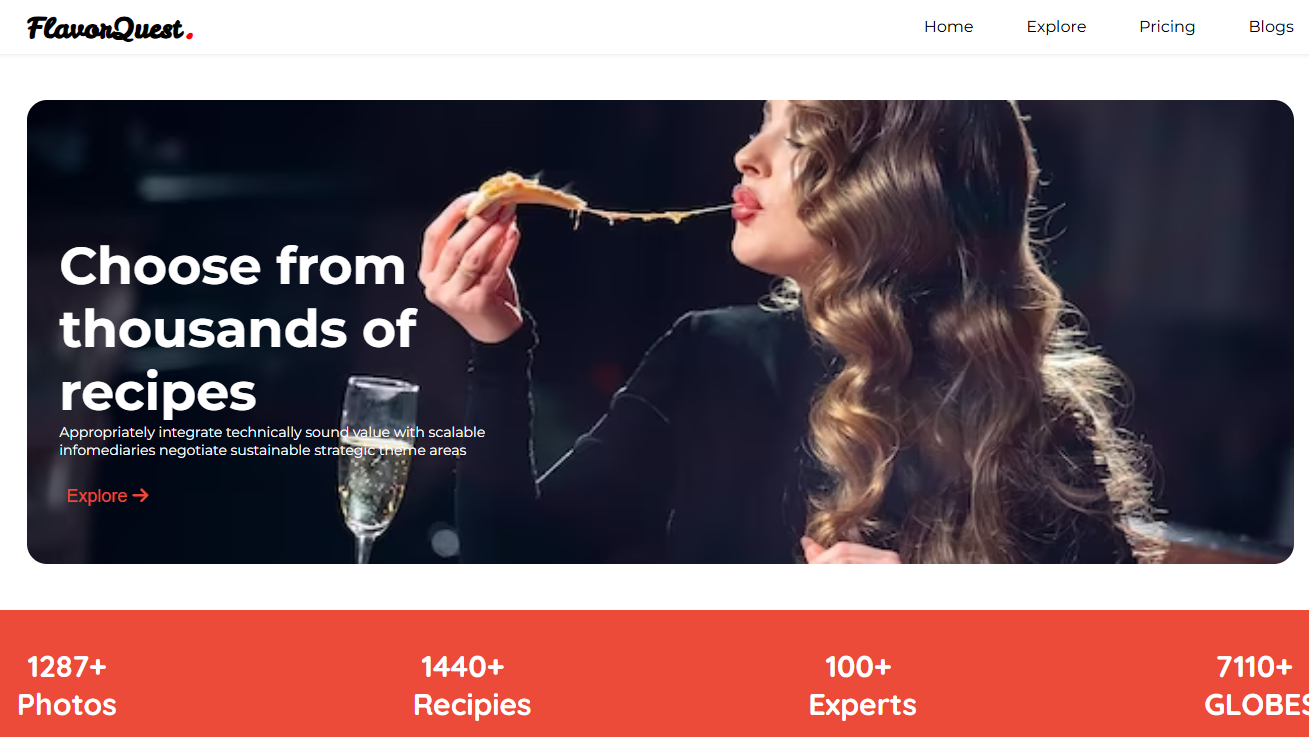 FlavorQuest.
Home Explore Pricing Blogs
Choose from
thousands of
recipes
Appropriately integrate technically sound value with scalable
infomediaries negotiate sustainable strategic theme areas
Explore →
1287+ 1440+ 100+ 7110+
Photos Recipies Experts GLOBES